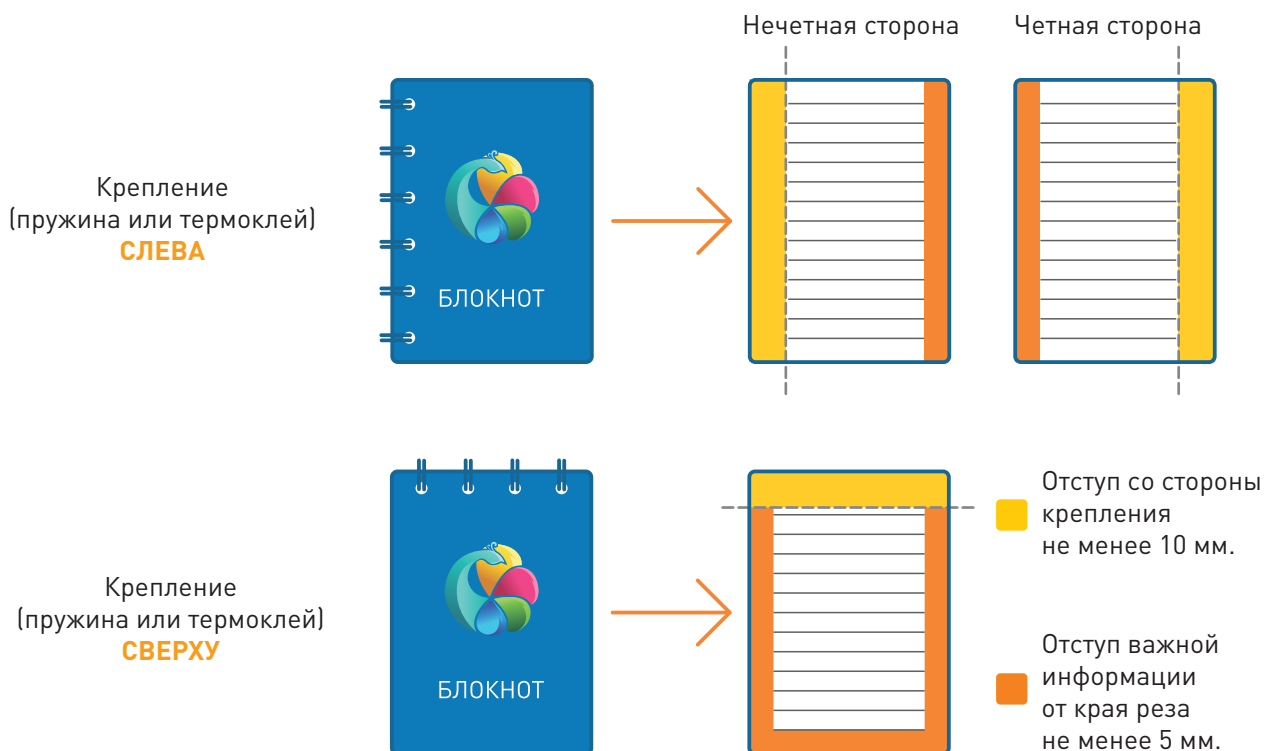 Нечетная сторона
Четная сторона
Крепление
(пружина или термоклей)
СЛЕВА
БЛОКНОТ
Крепление
(пружина или термоклей)
СВЕРХУ
БЛОКНОТ
Отступ со стороны
крепления
не менее 10 мм.
Отступ важной
информации
от края реза
не менее 5 мм.